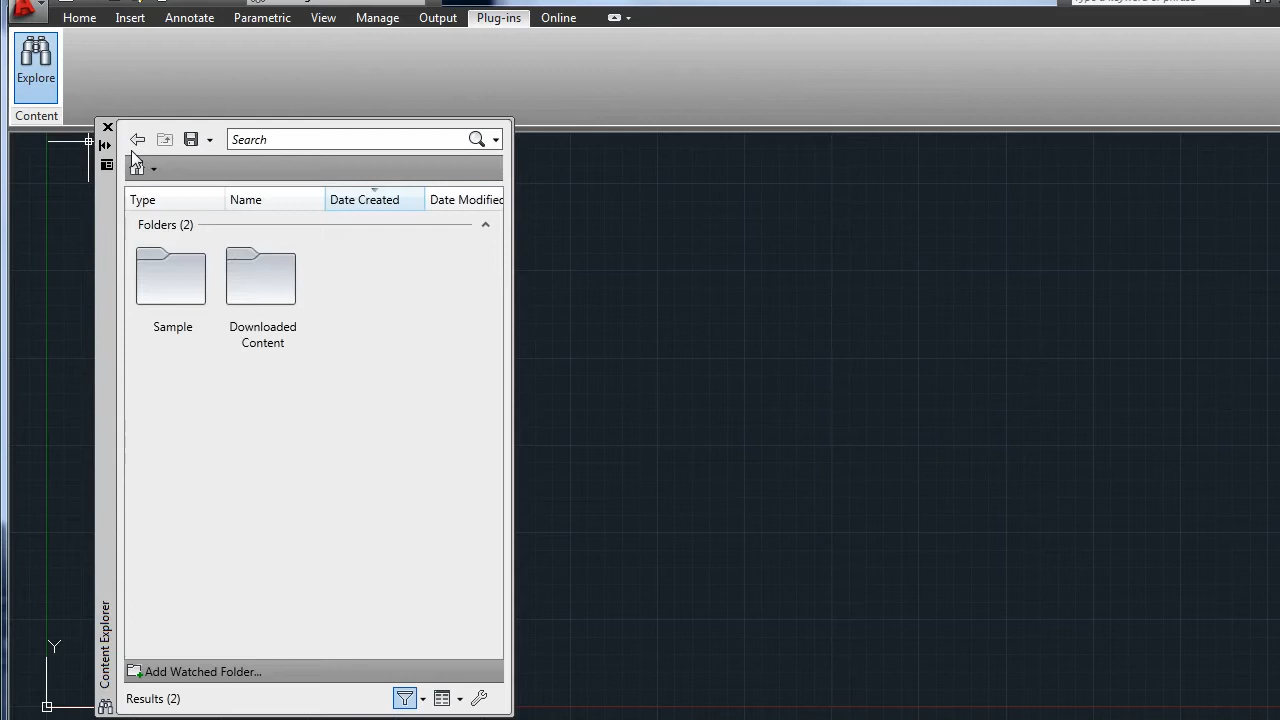 Home Insert Annotate Parametric View Manage Output Plug-ins Online
Explore
Content
Search
Type Name Date Created Date Modified
Folders (2)
Sample Downloaded
Content
Content Explorer
Y
Add Watched Folder...
Results (2)